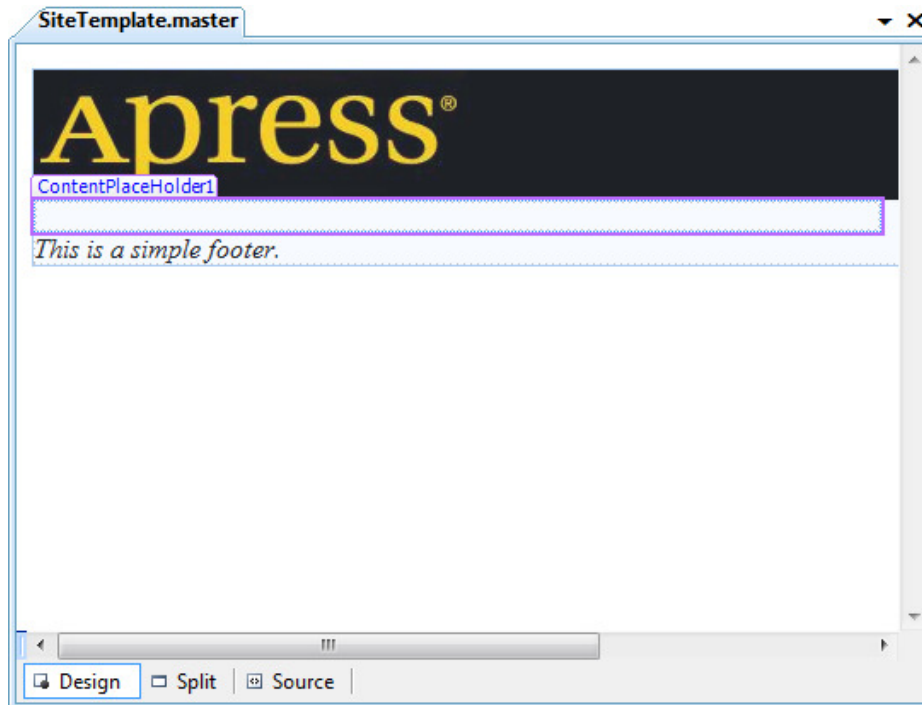 SiteTemplate.master
Apress®
ContentPlaceHolder1
This is a simple footer.
Design Split Source